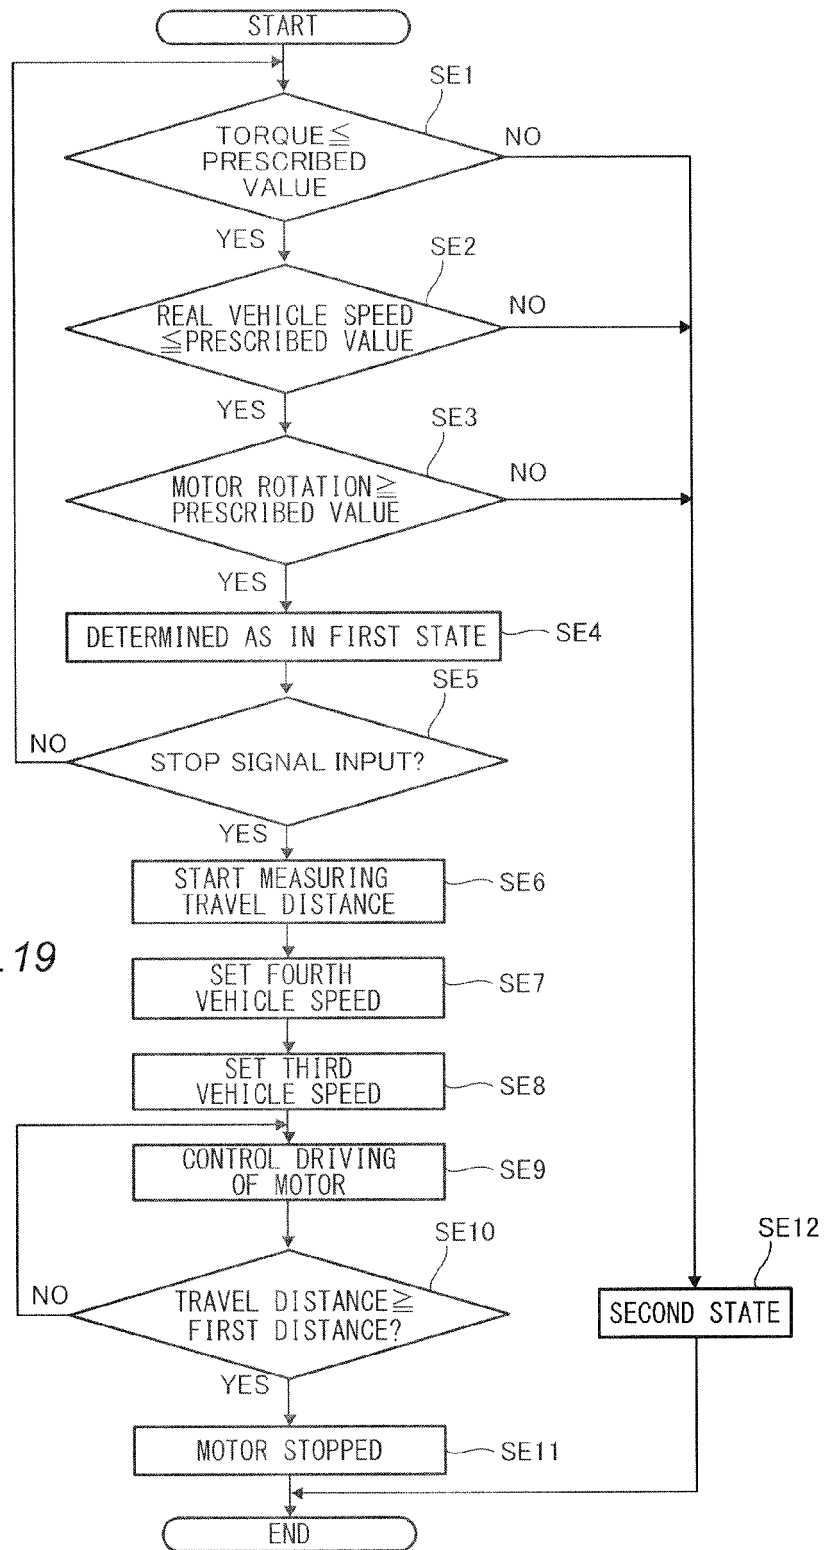 START
SE1
TORQUE≦
PRESCRIBED
VALUE
NO
YES
SE2
REAL VEHICLE SPEED
≦PRESCRIBED VALUE
NO
YES
SE3
MOTOR ROTATION≧
PRESCRIBED VALUE
NO
YES
DETERMINED AS IN FIRST STATE
SE4
SE5
NO
STOP SIGNAL INPUT?
YES
START MEASURING
TRAVEL DISTANCE
SE6
.19
SET FOURTH
VEHICLE SPEED
SE7
SET THIRD
VEHICLE SPEED
SE8
CONTROL DRIVING
OF MOTOR
SE9
SE10
NO
TRAVEL DISTANCE≧
FIRST DISTANCE?
YES
SE12
SECOND STATE
MOTOR STOPPED
SE11
END